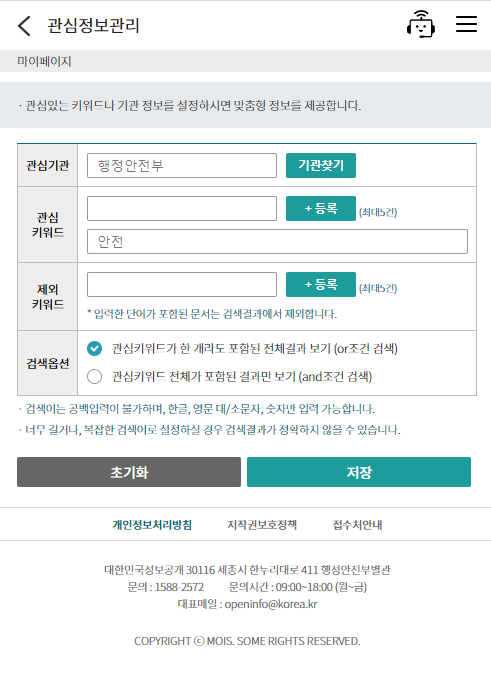 관심정보관리
마이페이지
· 관심있는 키워드나 기관 정보를 설정하시면 맞춤형 정보를 제공합니다.
관심기관
행정안전부
기관찾기
관심
키워드
+ 등록
(최대5건)
안전
제외
키워드
+ 등록
(최대5건)
* 입력한 단어가 포함된 문서는 검색결과에서 제외합니다.
검색옵션
관심키워드가 한 개라도 포함된 전체결과 보기 (or조건 검색)
관심키워드 전체가 포함된 결과만 보기 (and조건 검색)
· 검색어는 공백입력이 불가하며, 한글, 영문 대/소문자, 숫자만 입력 가능합니다.
· 너무 길거나, 복잡한 검색어로 설정하실 경우 검색결과가 정확하지 않을 수 있습니다.
초기화
저장
개인정보처리방침
저작권보호정책
접수처안내
대한민국정보공개 30116 세종시 한누리대로 411 행정안전부별관
문의 : 1588-2572 문의시간 : 09:00~18:00 (월~금)
대표메일 : openinfo@korea.kr
COPYRIGHT ⓒ MOIS. SOME RIGHTS RESERVED.